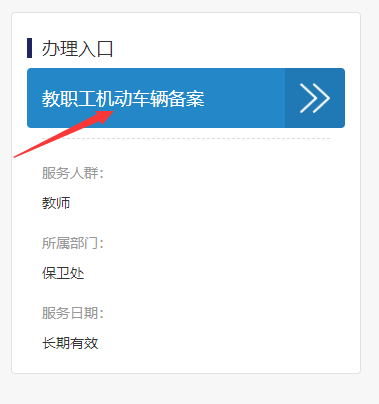 办理入口
教职工机动车辆备案
服务人群：
教师
所属部门：
保卫处
服务日期：
长期有效